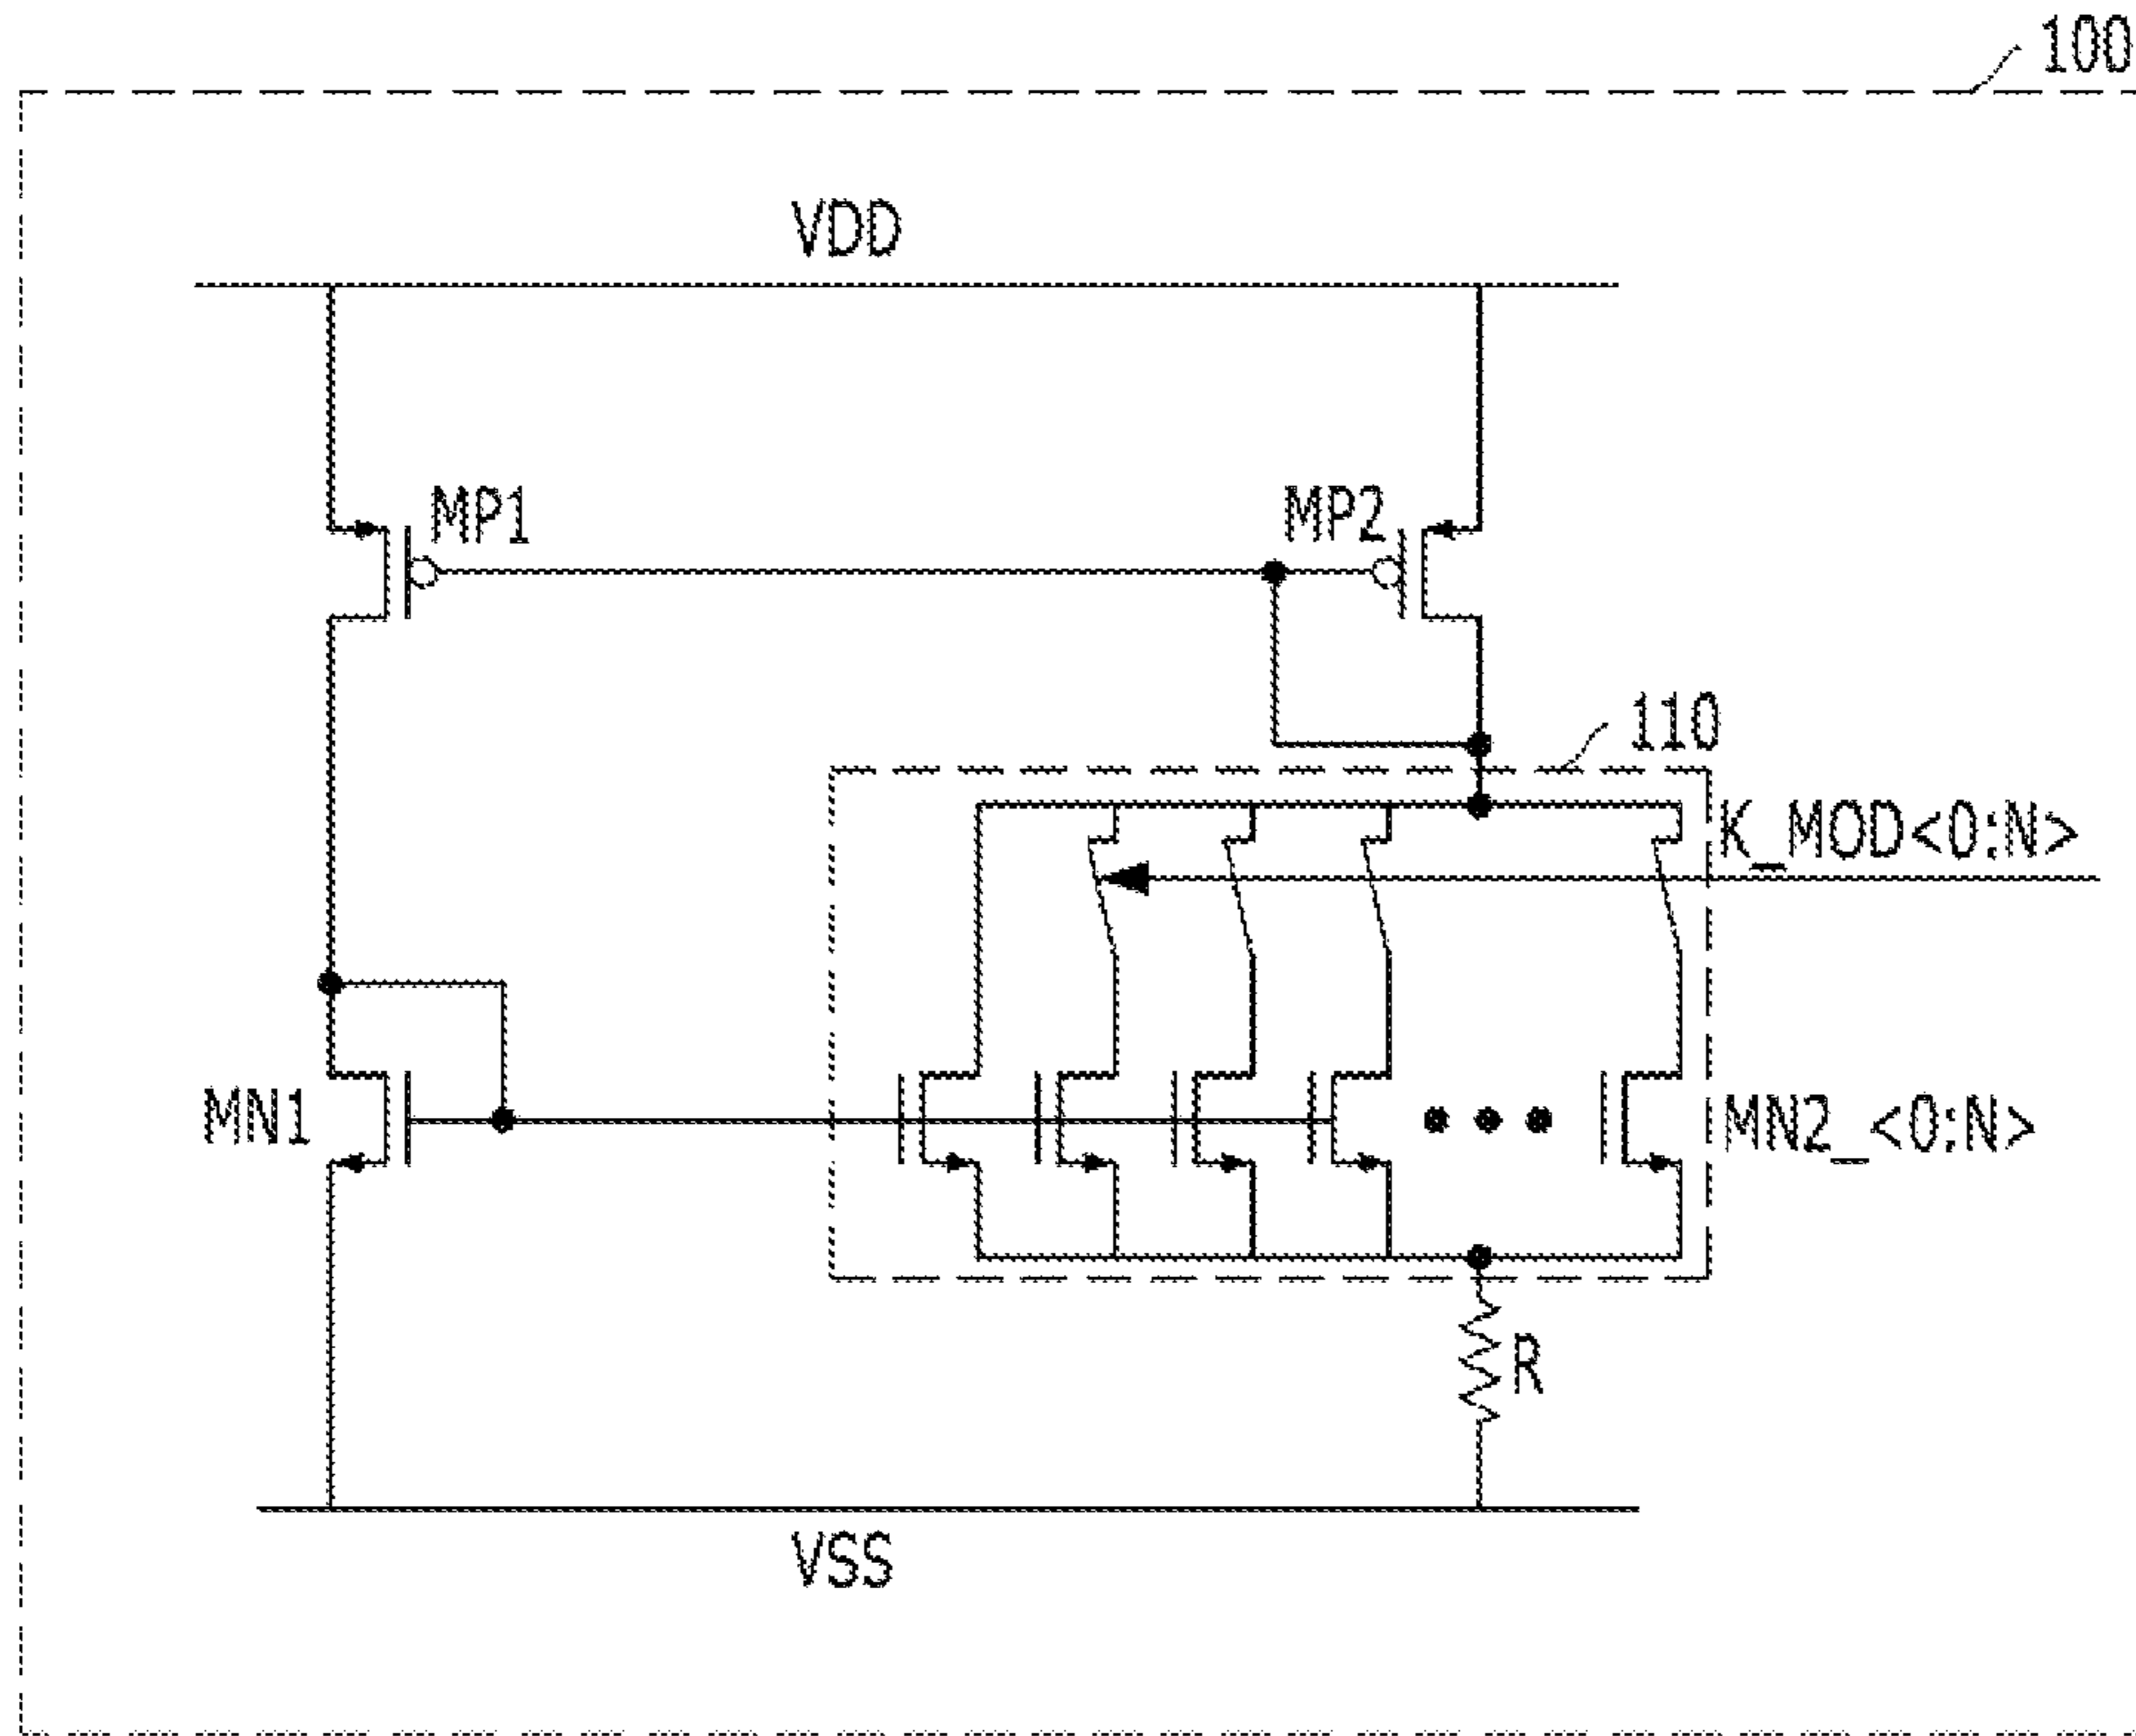 100
VDD
MP1
MP2
110
K_MOD<0:N>
MN1
MN2_<0:N>
R
VSS